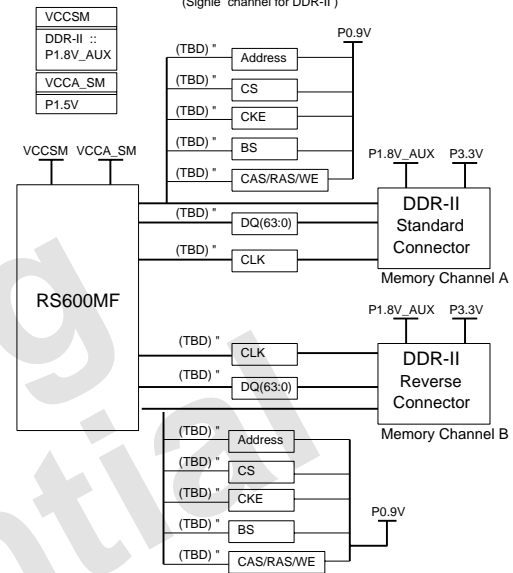 (Signle channel for DDR-II )
VCCSM
DDR-II ::
P1.8V_AUX
VCCA_SM
P1.5V
P0.9V
(TBD) " Address
(TBD) " CS
(TBD) " CKE
(TBD) " BS
(TBD) " CAS/RAS/WE
VCCSM VCCA_SM
P1.8V_AUX P3.3V
(TBD) " DQ(63:0)
(TBD) " CLK
DDR-II
Standard
Connector
Memory Channel A
RS600MF
P1.8V_AUX P3.3V
(TBD) " CLK
(TBD) " DQ(63:0)
DDR-II
Reverse
Connector
Memory Channel B
(TBD) " Address
(TBD) " CS
(TBD) " CKE
(TBD) " BS
(TBD) " CAS/RAS/WE
P0.9V